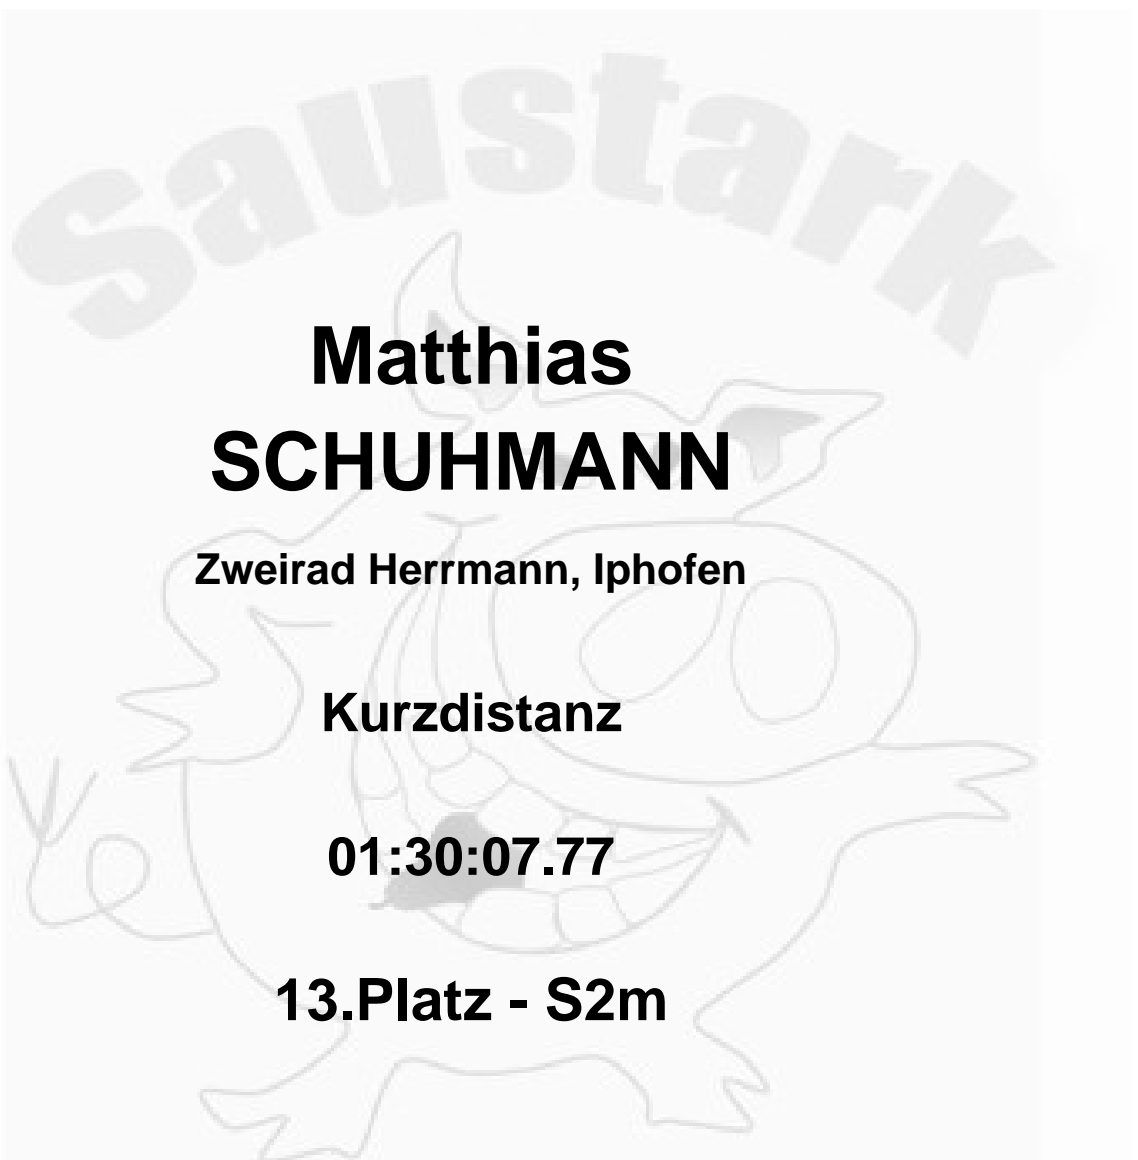 Saustark
Matthias
SCHUHMANN
Zweirad Herrmann, Iphofen
Kurzdistanz
01:30:07.77
13.Platz - S2m